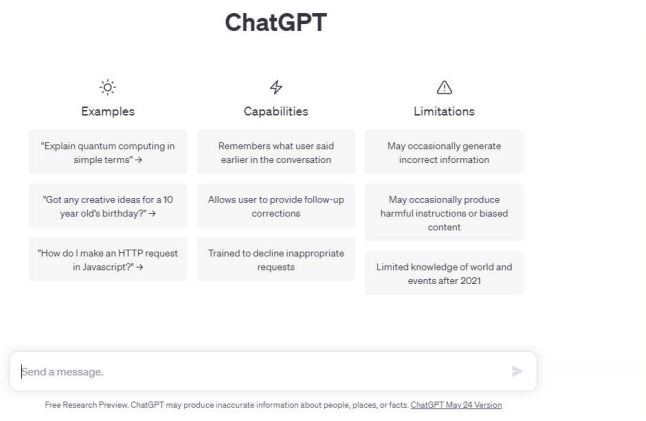 ChatGPT
Examples
"Explain quantum computing in
simple terms" →
"Got any creative ideas for a 10
year old's birthday?" →
"How do I make an HTTP request
in Javascript?" →
Capabilities
Remembers what user said
earlier in the conversation
Allows user to provide follow-up
corrections
Trained to decline inappropriate
requests
Limitations
May occasionally generate
incorrect information
May occasionally produce
harmful instructions or biased
content
Limited knowledge of world and
events after 2021
Send a message.
Free Research Preview. ChatGPT may produce inaccurate information about people, places, or facts. ChatGPT May 24 Version